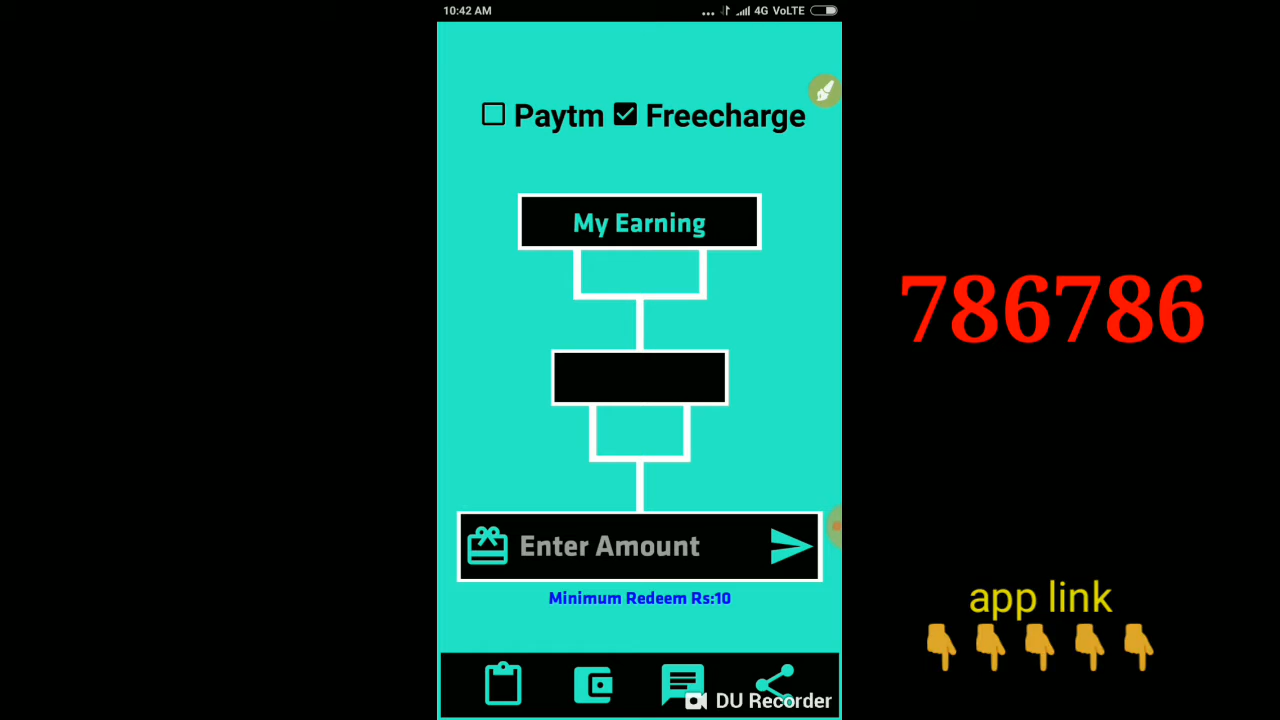 10:42 AM
4G VoLTE
Paytm Freecharge
My Earning
786786
Enter Amount
Minimum Redeem Rs:10
app link
DU Recorder